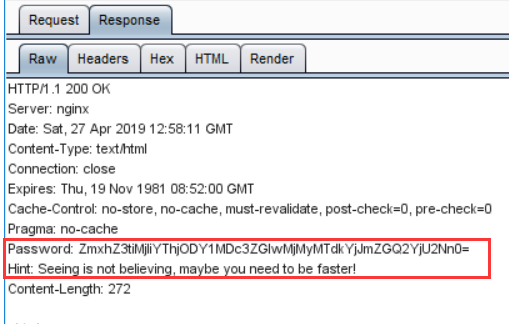 Request Response
Raw Headers Hex HTML Render
HTTP/1.1 200 OK
Server: nginx
Date: Sat, 27 Apr 2019 12:58:11 GMT
Content-Type: text/html
Connection: close
Expires: Thu, 19 Nov 1981 08:52:00 GMT
Cache-Control: no-store, no-cache, must-revalidate, post-check=0, pre-check=0
Pragma: no-cache
Password: ZmxhZ3tiMjliYThjODY1MDc3ZGIwMjMyMTdkYjJmZGQ2YjU2Nn0=
Hint: Seeing is not believing, maybe you need to be faster!
Content-Length: 272